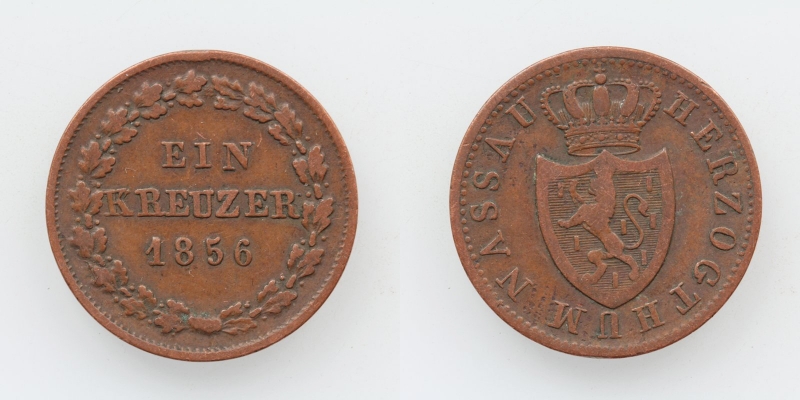 EIN
KREUZER
1856
HERZOGTHUM NASSAU